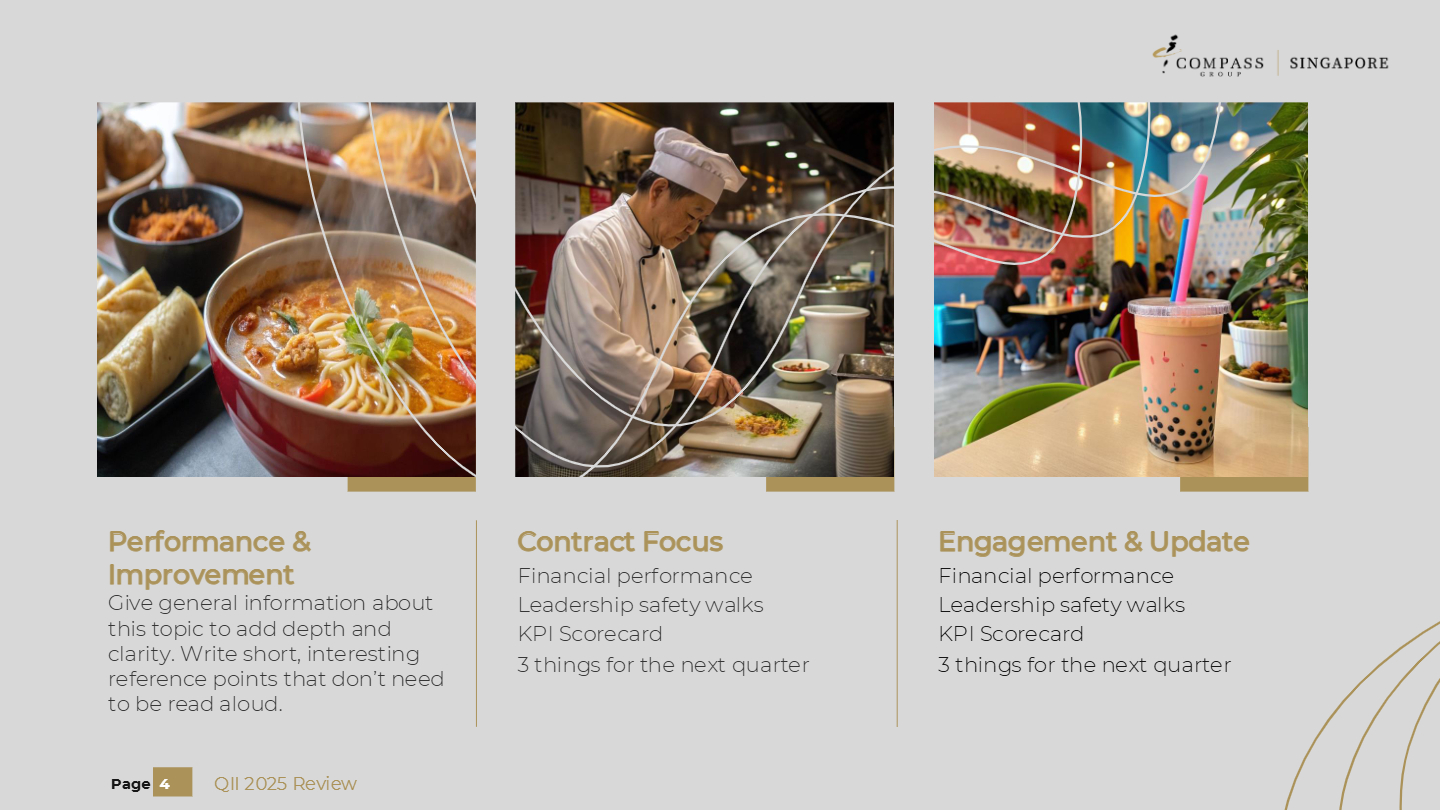 COMPASS
GROUP
SINGAPORE
Performance &
Improvement
Give general information about
this topic to add depth and
clarity. Write short, interesting
reference points that don’t need
to be read aloud.
Contract Focus
Financial performance
Leadership safety walks
KPI Scorecard
3 things for the next quarter
Engagement & Update
Financial performance
Leadership safety walks
KPI Scorecard
3 things for the next quarter
Page 4
QII 2025 Review